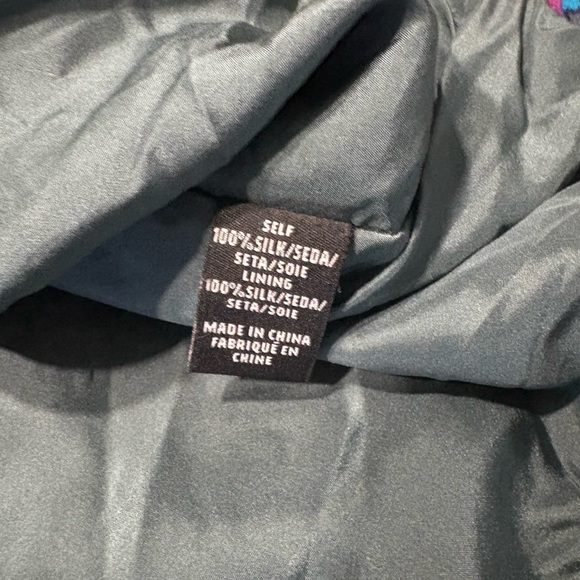 SELF
100%SILK/SEDA/
SETA/SOIE
LINING
100%SILK/SEDA/
SETA/SOIE
MADE IN CHINA
FABRIQUÉ EN
CHINE